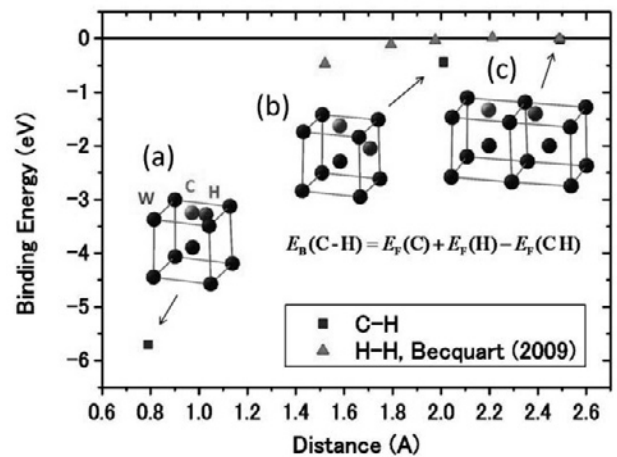 0
−1
−2
−3
−4
−5
−6
Binding Energy (eV)
(a)
W C H
(b)
(c)
E_B(C-H) = E_F(C) + E_F(H) − E_F(CH)
C−H
H−H, Becquart (2009)
0.6 0.8 1.0 1.2 1.4 1.6 1.8 2.0 2.2 2.4 2.6
Distance (A)